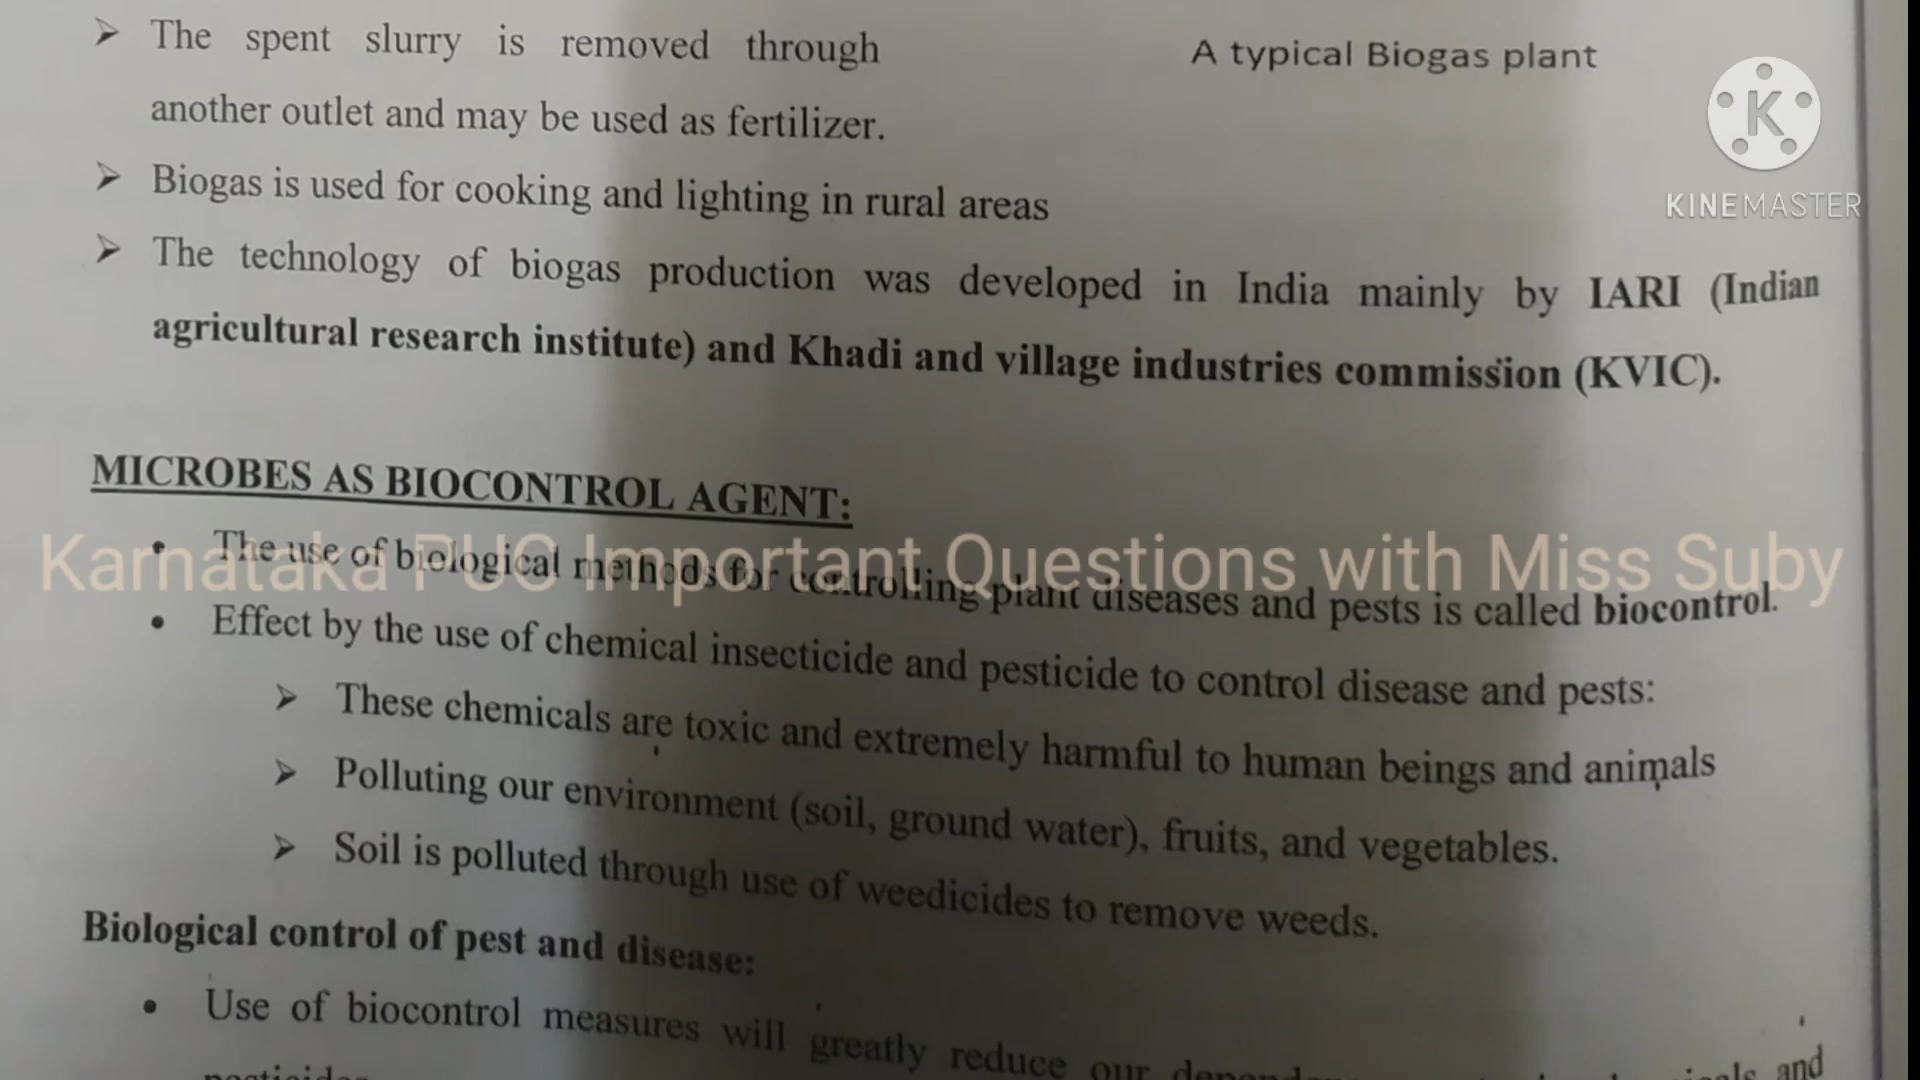 ➢ The spent slurry is removed through
another outlet and may be used as fertilizer.
A typical Biogas plant
K
KINEMASTER
➢ Biogas is used for cooking and lighting in rural areas
➢ The technology of biogas production was developed in India mainly by IARI (Indian
agricultural research institute) and Khadi and village industries commission (KVIC).
MICROBES AS BIOCONTROL AGENT:
• The use of biological methods for controlling plant diseases and pests is called biocontrol.
Karnataka PUC Important Questions with Miss Suby
• Effect by the use of chemical insecticide and pesticide to control disease and pests:
➢ These chemicals are toxic and extremely harmful to human beings and animals
➢ Polluting our environment (soil, ground water), fruits, and vegetables.
➢ Soil is polluted through use of weedicides to remove weeds.
Biological control of pest and disease:
• Use of biocontrol measures will greatly reduce our and